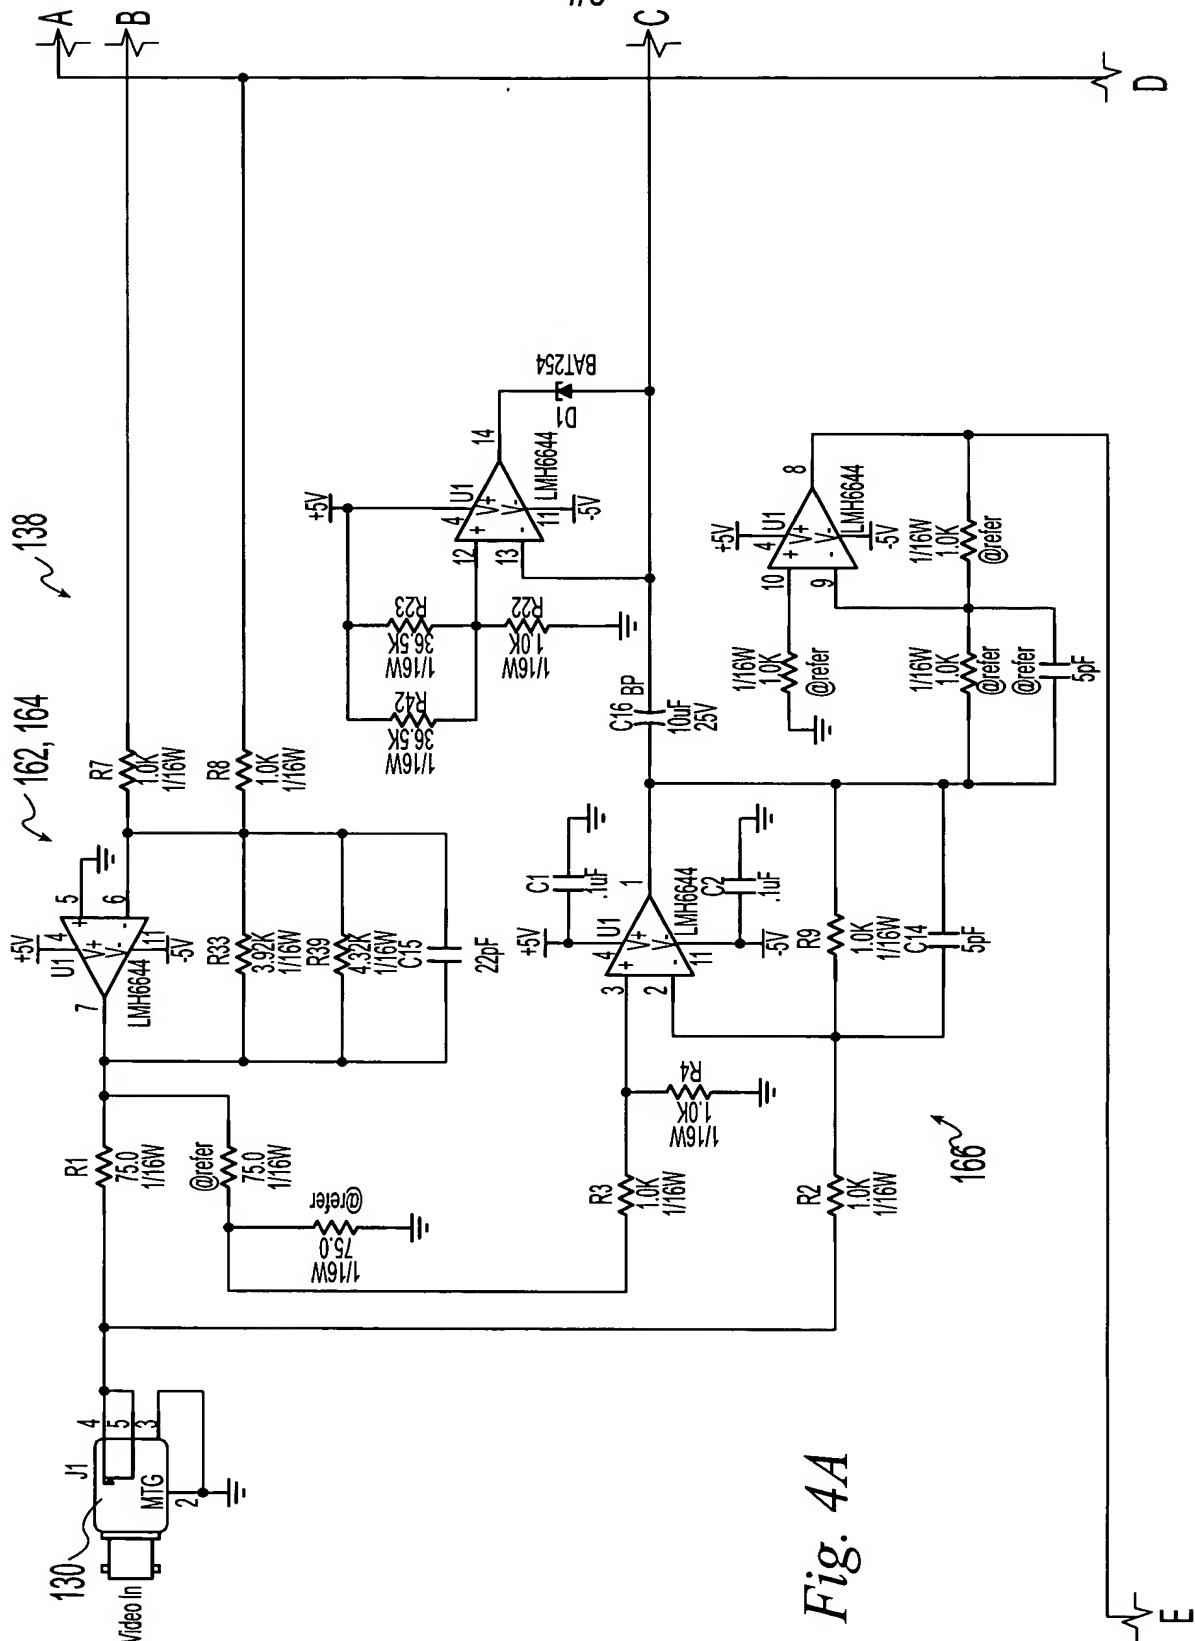 A
B
C
D
E
138
162, 164
166
130
Video In
J1
MTG
4
5
3
2
R1
75.0
1/16W
@refer
75.0
1/16W
@refer
75.0
1/16W
+5V
U1
4
V+
V-
+
-
5
6
7
11
-5V
LMH6644
R7
1.0K
1/16W
R8
1.0K
1/16W
R33
3.92K
1/16W
R39
4.32K
1/16W
C15
22pF
R3
1.0K
1/16W
R4
1.0K
1/16W
R2
1.0K
1/16W
+5V
C1
.1uF
U1
4
V+
V-
+
-
3
2
1
11
-5V
LMH6644
C2
.1uF
R9
1.0K
1/16W
C14
5pF
C16
BP
10uF
25V
R42
36.5K
1/16W
R23
36.5K
1/16W
R22
1.0K
1/16W
+5V
U1
4
V+
V-
+
-
12
13
14
11
-5V
LMH6644
D1
BAT254
1/16W
1.0K
@refer
+5V
U1
4
V+
V-
+
-
10
9
8
-5V
LMH6644
1/16W
1.0K
@refer
1/16W
1.0K
@refer
@refer
5pF
Fig. 4A